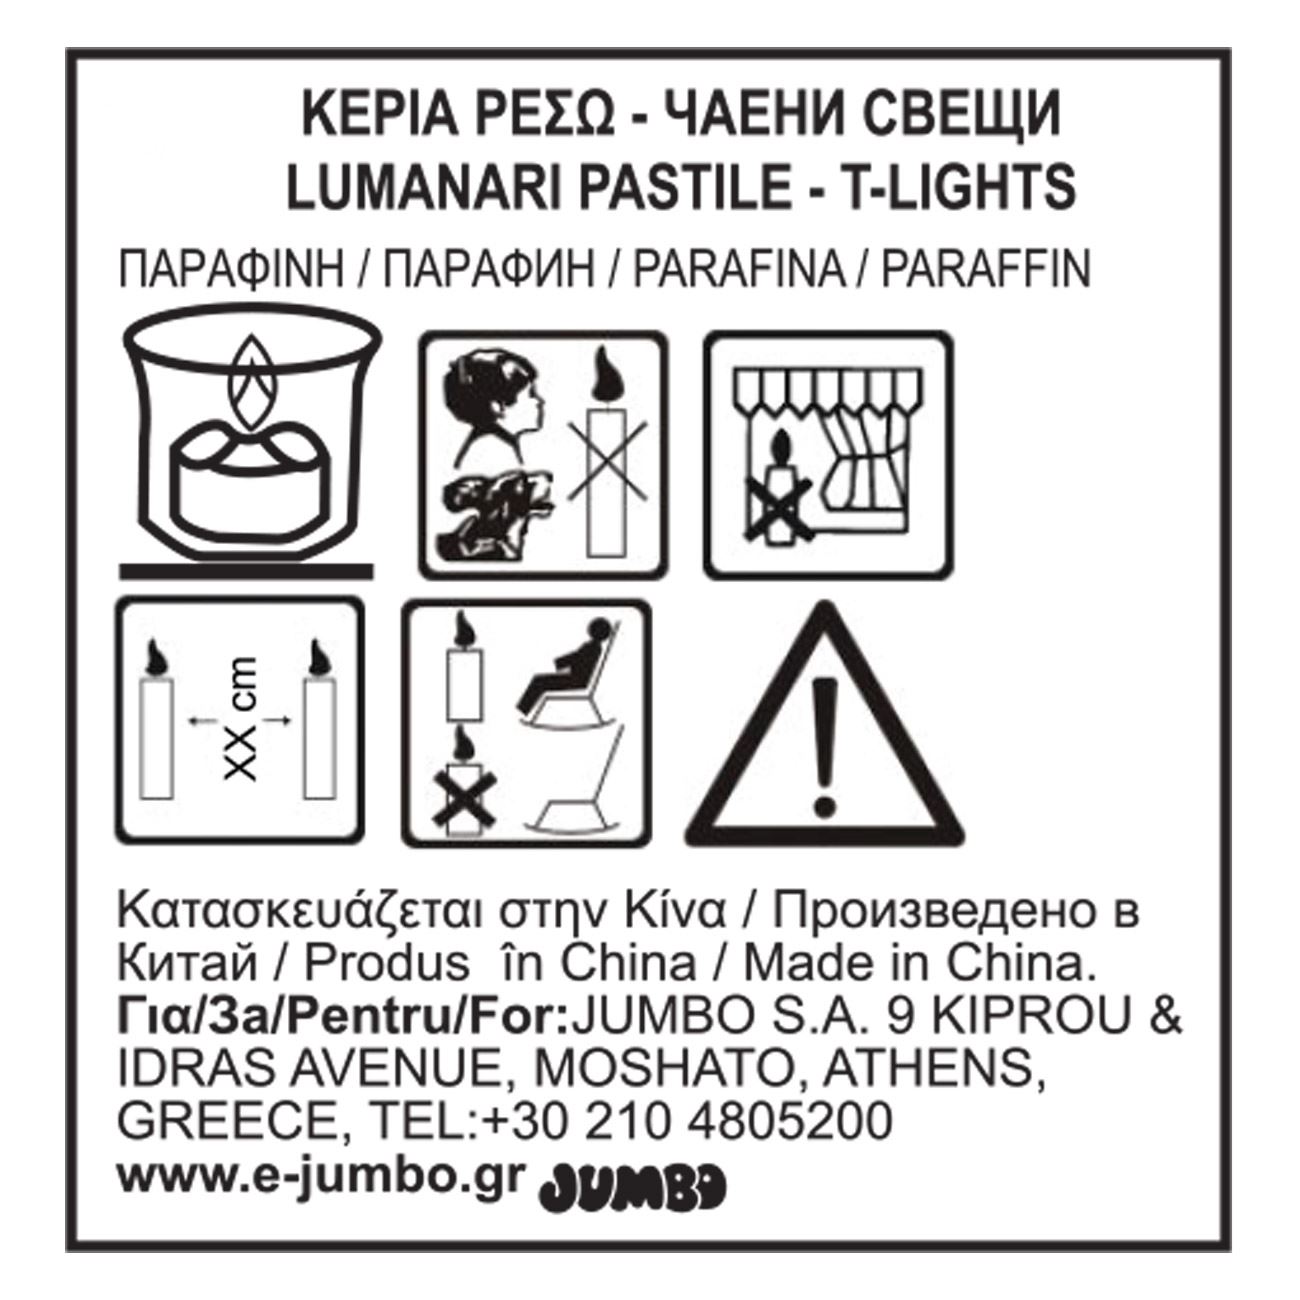 ΚΕΡΙΑ ΡΕΣΩ - ЧАЕНИ СВЕЩИ
LUMANARI PASTILE - T-LIGHTS
ΠΑΡΑΦΙΝΗ / ПАРАФИН / PARAFINA / PARAFFIN
XX cm
Κατασκευάζεται στην Κίνα / Произведено в
Китай / Produs în China / Made in China.
Για/За/Pentru/For:JUMBO S.A. 9 KIPROU &
IDRAS AVENUE, MOSHATO, ATHENS,
GREECE, TEL:+30 210 4805200
www.e-jumbo.gr JUMBO